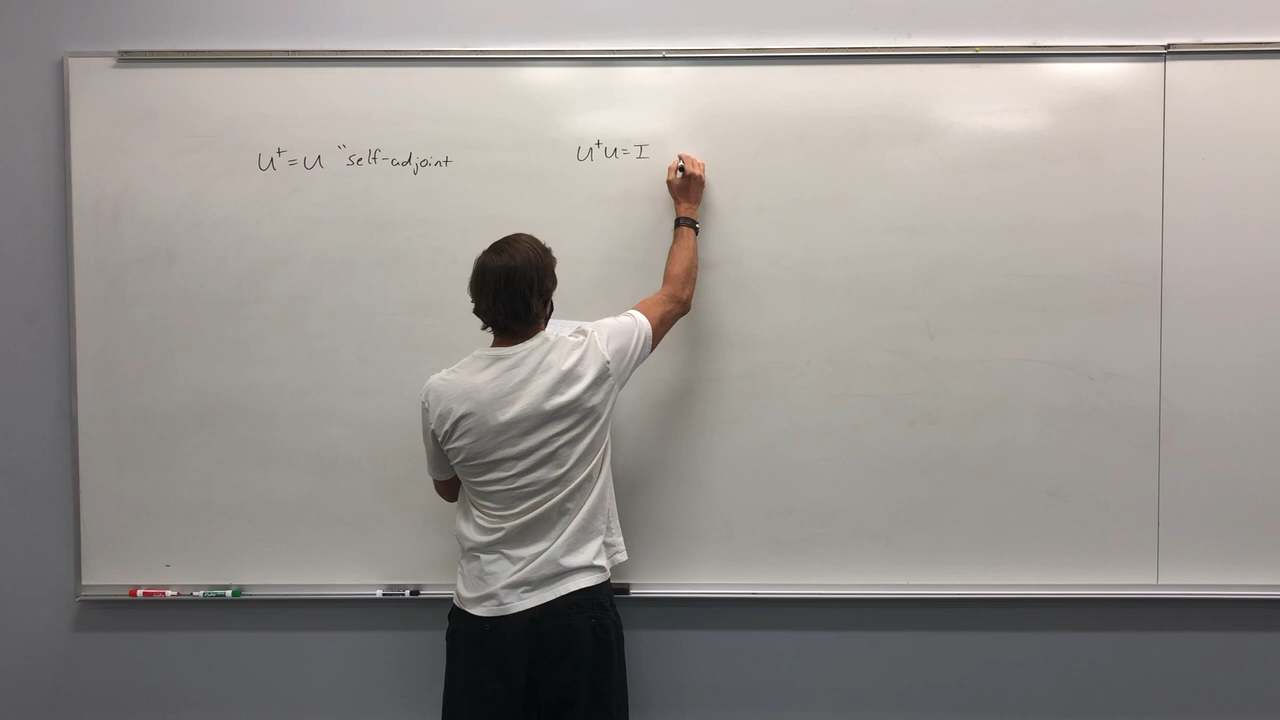 U† = U “self-adjoint
U†U = I